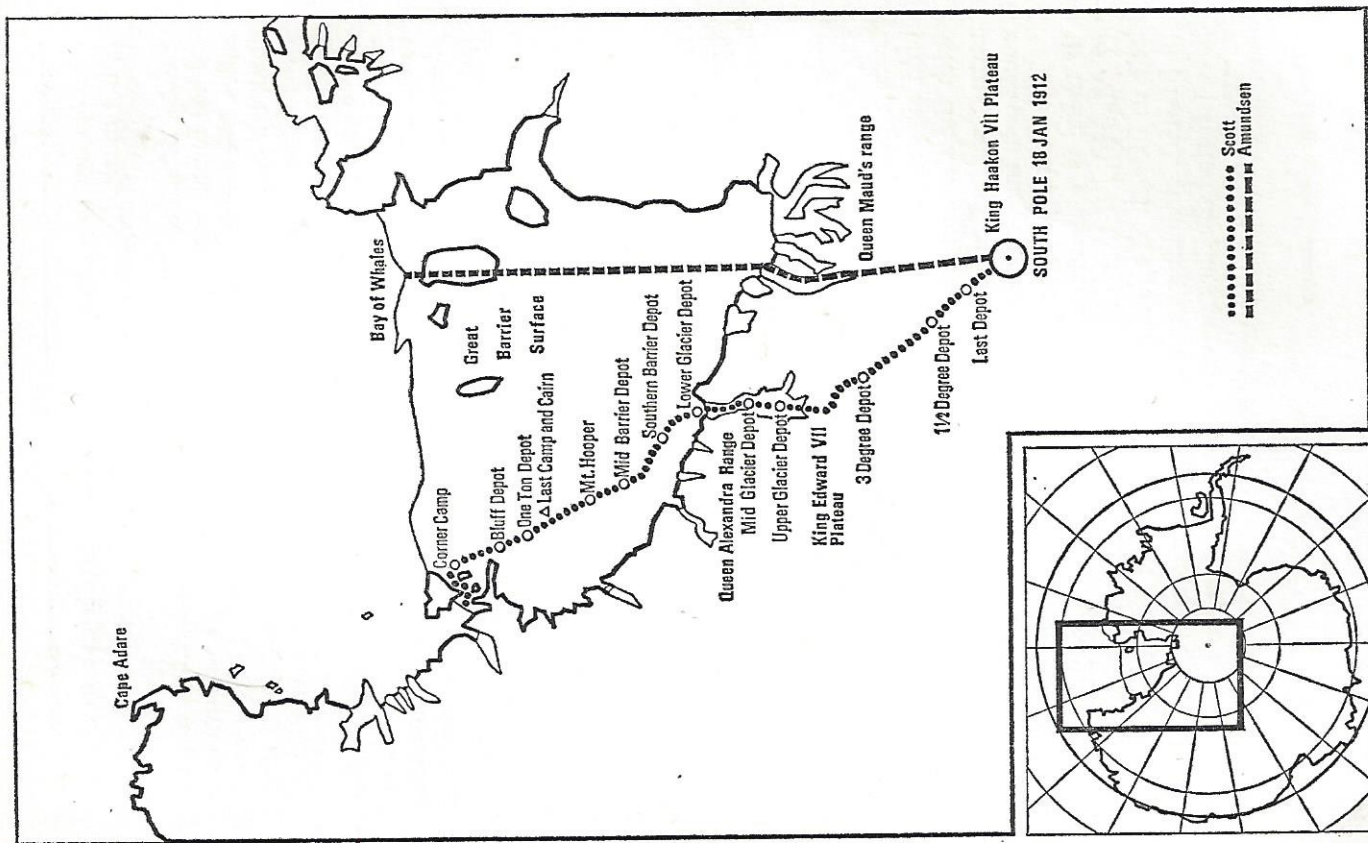 Cape Adare
Corner Camp
Bluff Depot
One Ton Depot
Last Camp and Cairn
Mt. Hooper
Mid Barrier Depot
Southern Barrier Depot
Lower Glacier Depot
Bay of Whales
Great
Barrier
Surface
Queen Alexandra Range
Mid Glacier Depot
Upper Glacier Depot
King Edward VII
Plateau
3 Degree Depot
1½ Degree Depot
Last Depot
Queen Maud's range
King Haakon VII Plateau
SOUTH POLE 18 JAN 1912
Scott
Amundsen